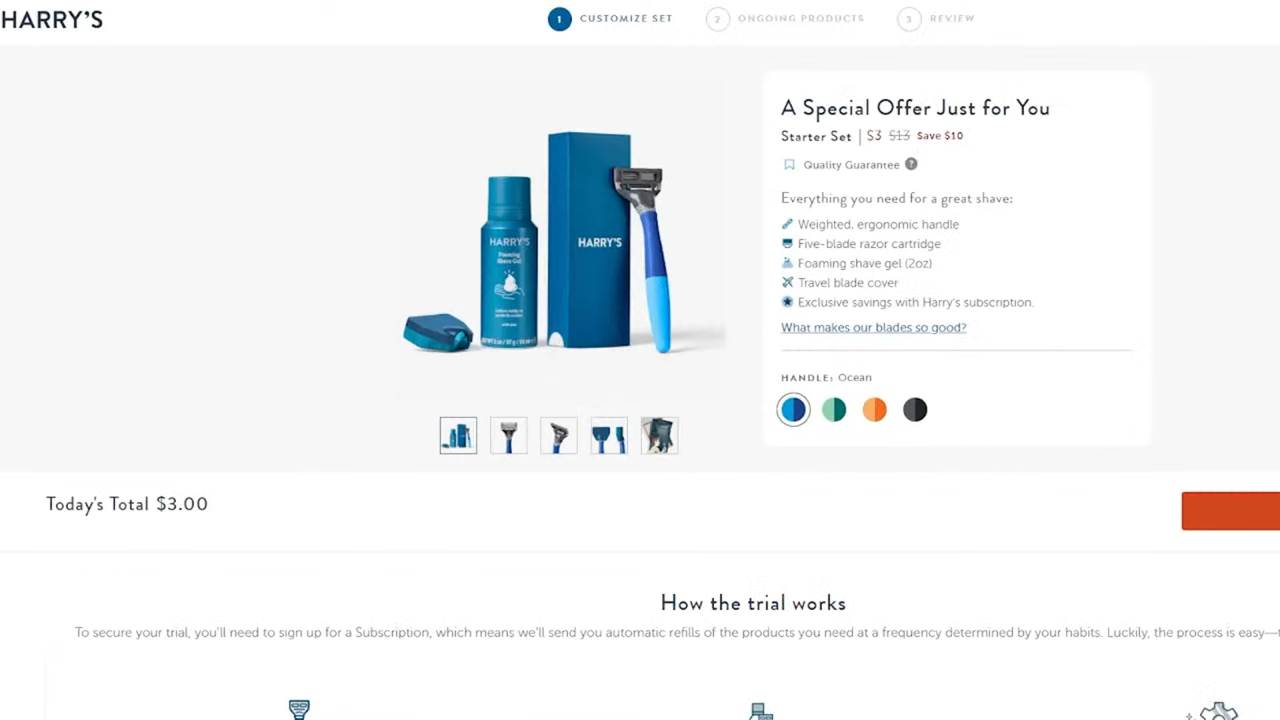 HARRY'S
1 CUSTOMIZE SET
2 ONGOING PRODUCTS
3 REVIEW
A Special Offer Just for You
Starter Set | $3 $13 Save $10
Quality Guarantee ?
Everything you need for a great shave:
Weighted, ergonomic handle
Five-blade razor cartridge
Foaming shave gel (2oz)
Travel blade cover
Exclusive savings with Harry's subscription.
What makes our blades so good?
HANDLE: Ocean
HARRY'S
Foaming
Shave Gel
HARRY'S
Today's Total $3.00
How the trial works
To secure your trial, you'll need to sign up for a Subscription, which means we'll send you automatic refills of the products you need at a frequency determined by your habits. Luckily, the process is easy—